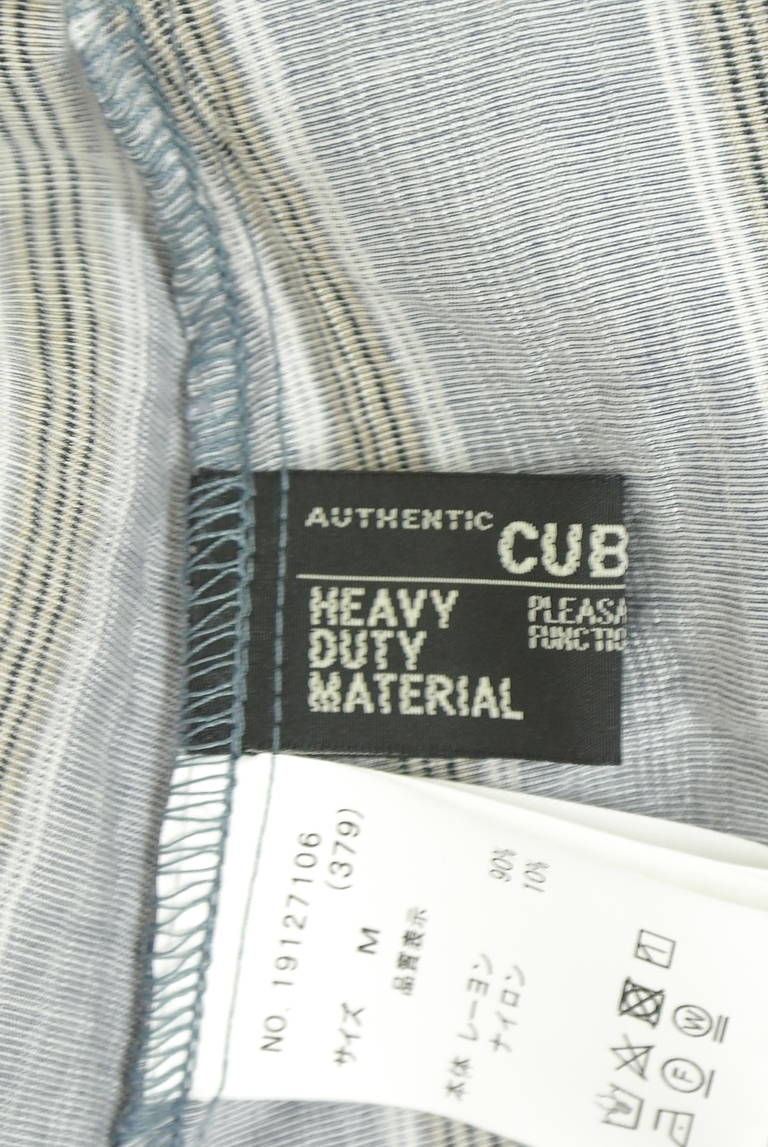 AUTHENTIC CUB
HEAVY
DUTY
MATERIAL
PLEASA
FUNCTIO
NO. 19127106
(379)
サイズ M
品質表示
本体 レーヨン 90%
ナイロン 10%
W
F